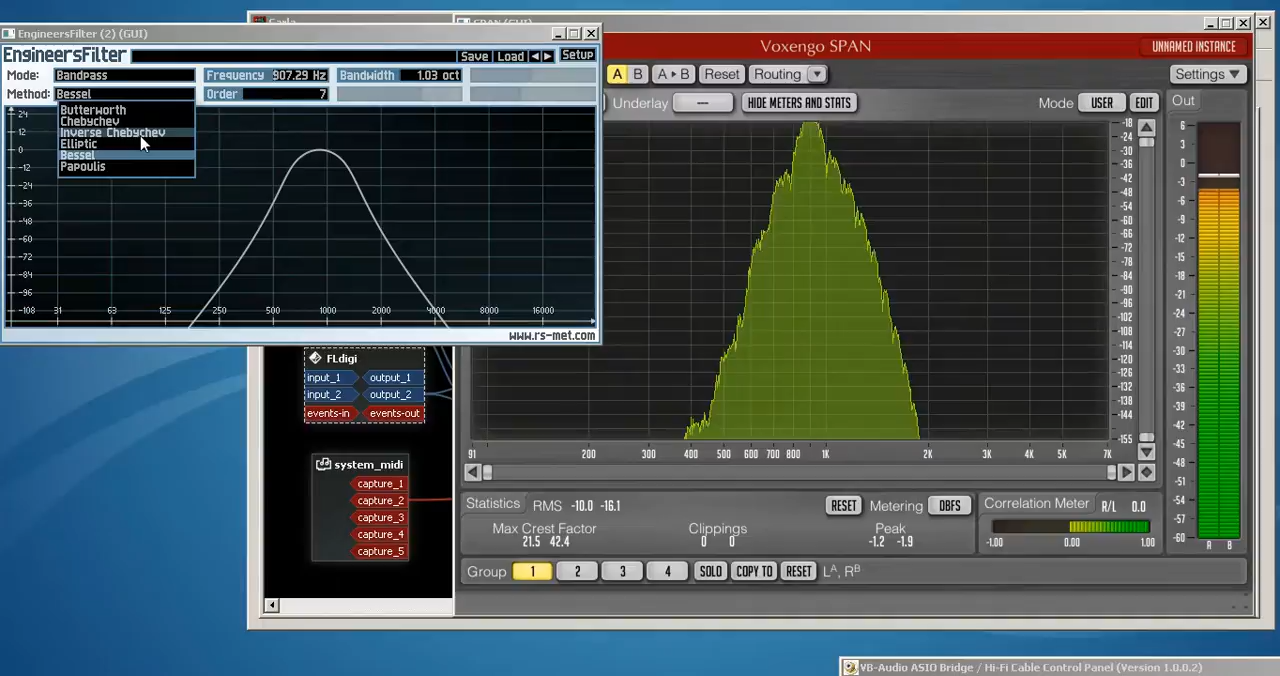 Carla
SPAN (GUI)
EngineersFilter (2) (GUI)
EngineersFilter
Save Load Setup
Mode: Bandpass Frequency 907.29 Hz Bandwidth 1.03 oct
Method: Bessel Order 7
Butterworth
Chebychev
Inverse Chebychev
Elliptic
Bessel
Papoulis
24
12
0
-12
-24
-36
-48
-60
-72
-84
-96
-108 31 63 125 250 500 1000 2000 4000 8000 16000
www.rs-met.com
Voxengo SPAN
UNNAMED INSTANCE
A B A B Reset Routing Settings
Underlay --- HIDE METERS AND STATS Mode USER EDIT Out
-18
-24
-30
-36
-42
-48
-54
-60
-66
-72
-78
-84
-90
-96
-102
-108
-114
-120
-126
-132
-138
-144
-155
91 200 300 400 500 600 700 800 1K 2K 3K 4K 5K 7K
6
3
0
-3
-6
-9
-12
-15
-18
-21
-24
-27
-30
-33
-36
-39
-42
-45
-48
-51
-54
-57
-60
A B
Statistics RMS -10.0 -16.1 RESET Metering DBFS Correlation Meter R/L 0.0
Max Crest Factor Clippings Peak
21.5 42.4 0 0 -1.2 -1.9
-1.00 0.00 1.00
Group 1 2 3 4 SOLO COPY TO RESET L^A, R^B
FLdigi
input_1 output_1
input_2 output_2
events-in events-out
system_midi
capture_1
capture_2
capture_3
capture_4
capture_5
VB-Audio ASIO Bridge / Hi-Fi Cable Control Panel (Version 1.0.0.2)